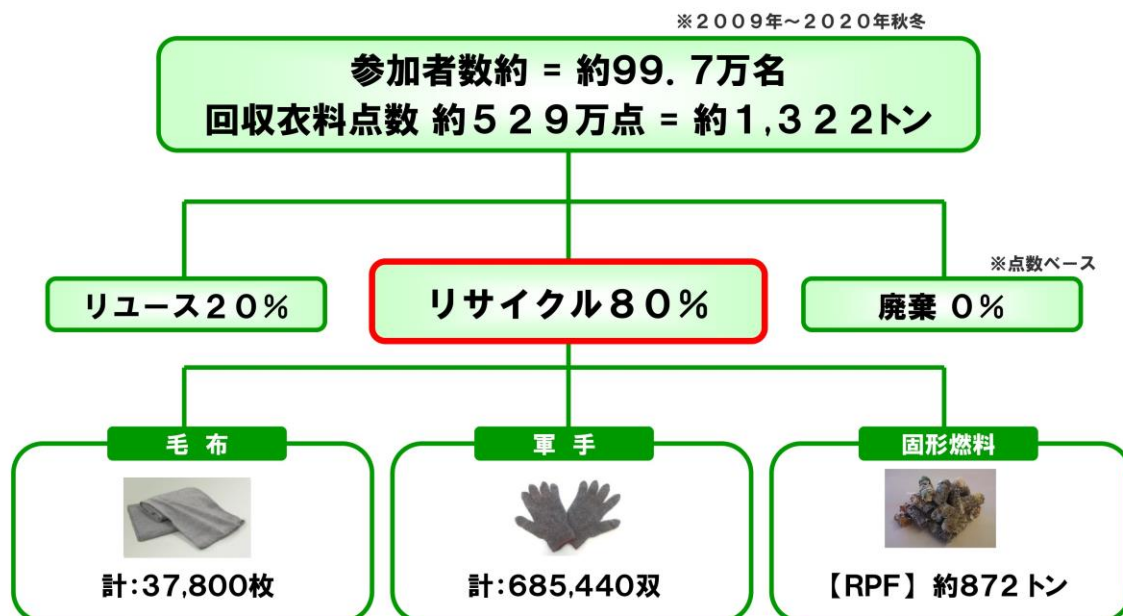 ※2009年～2020年秋冬
参加者数約 = 約99.7万名
回収衣料点数 約529万点 = 約1,322トン
※点数ベース
リユース20%
リサイクル80%
廃棄 0%
毛布
軍手
固形燃料
計:37,800枚
計:685,440双
【RPF】約872トン